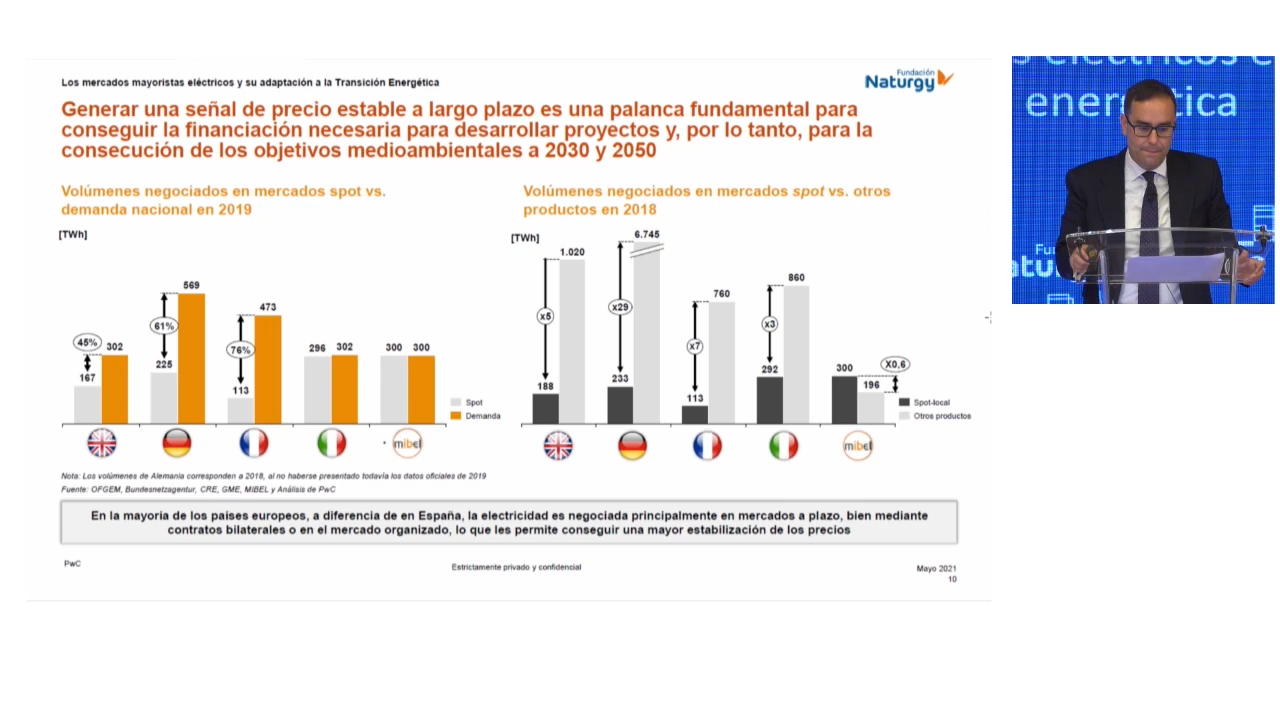 Los mercados mayoristas eléctricos y su adaptación a la Transición Energética
Fundación
Naturgy
Generar una señal de precio estable a largo plazo es una palanca fundamental para
conseguir la financiación necesaria para desarrollar proyectos y, por lo tanto, para la
consecución de los objetivos medioambientales a 2030 y 2050
Volúmenes negociados en mercados spot vs.
demanda nacional en 2019
[TWh]
45%
167
302
61%
225
569
76%
113
473
296
302
300
300
Spot
Demanda
mibel
Volúmenes negociados en mercados spot vs. otros
productos en 2018
[TWh]
x5
188
1.020
x29
233
6.745
x7
113
760
x3
292
860
300
196
X0,6
Spot-local
Otros productos
mibel
Nota: Los volúmenes de Alemania corresponden a 2018, al no haberse presentado todavía los datos oficiales de 2019
Fuente: OFGEM, Bundesnetzagentur, CRE, GME, MIBEL y Análisis de PwC
En la mayoría de los países europeos, a diferencia de en España, la electricidad es negociada principalmente en mercados a plazo, bien mediante
contratos bilaterales o en el mercado organizado, lo que les permite conseguir una mayor estabilización de los precios
PwC
Estrictamente privado y confidencial
Mayo 2021
10